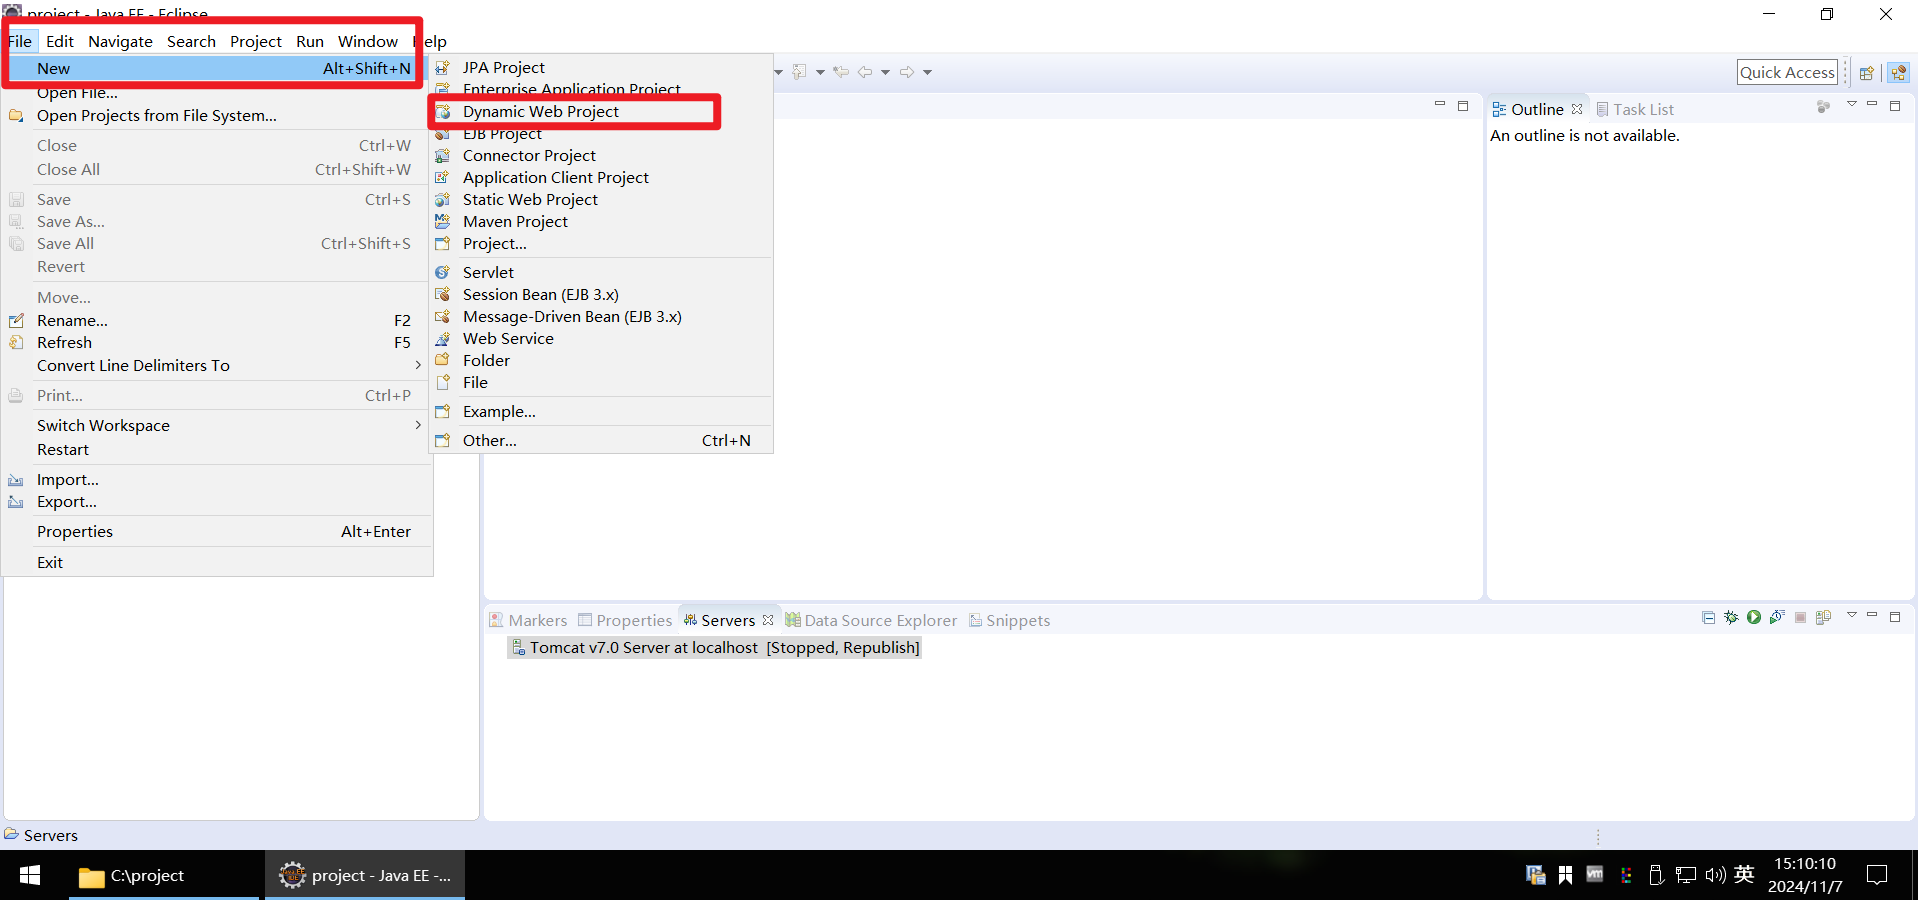 project - Java EE - Eclipse
File Edit Navigate Search Project Run Window Help
New Alt+Shift+N
Open File...
Open Projects from File System...
Close Ctrl+W
Close All Ctrl+Shift+W
Save Ctrl+S
Save As...
Save All Ctrl+Shift+S
Revert
Move...
Rename... F2
Refresh F5
Convert Line Delimiters To
Print... Ctrl+P
Switch Workspace
Restart
Import...
Export...
Properties Alt+Enter
Exit
JPA Project
Enterprise Application Project
Dynamic Web Project
EJB Project
Connector Project
Application Client Project
Static Web Project
Maven Project
Project...
Servlet
Session Bean (EJB 3.x)
Message-Driven Bean (EJB 3.x)
Web Service
Folder
File
Example...
Other... Ctrl+N
Quick Access
Outline Task List
An outline is not available.
Markers Properties Servers Data Source Explorer Snippets
Tomcat v7.0 Server at localhost [Stopped, Republish]
Servers
C:\project
project - Java EE -...
英
15:10:10
2024/11/7